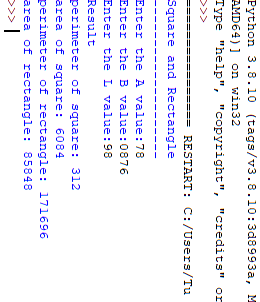 Python 3.8.10 (tags/v3.8.10:3d8993a, M
AMD64)] on win32
Type "help", "copyright", "credits" or
>>>
=============== RESTART: C:/Users/Tu
Square and Rectangle
--------------------
Enter the A value:78
Enter the B value:0876
Enter the L value:98
Result
perimeter of square: 312
area of square: 6084
perimeter of rectangle: 171696
area of rectangle: 85848
>>>